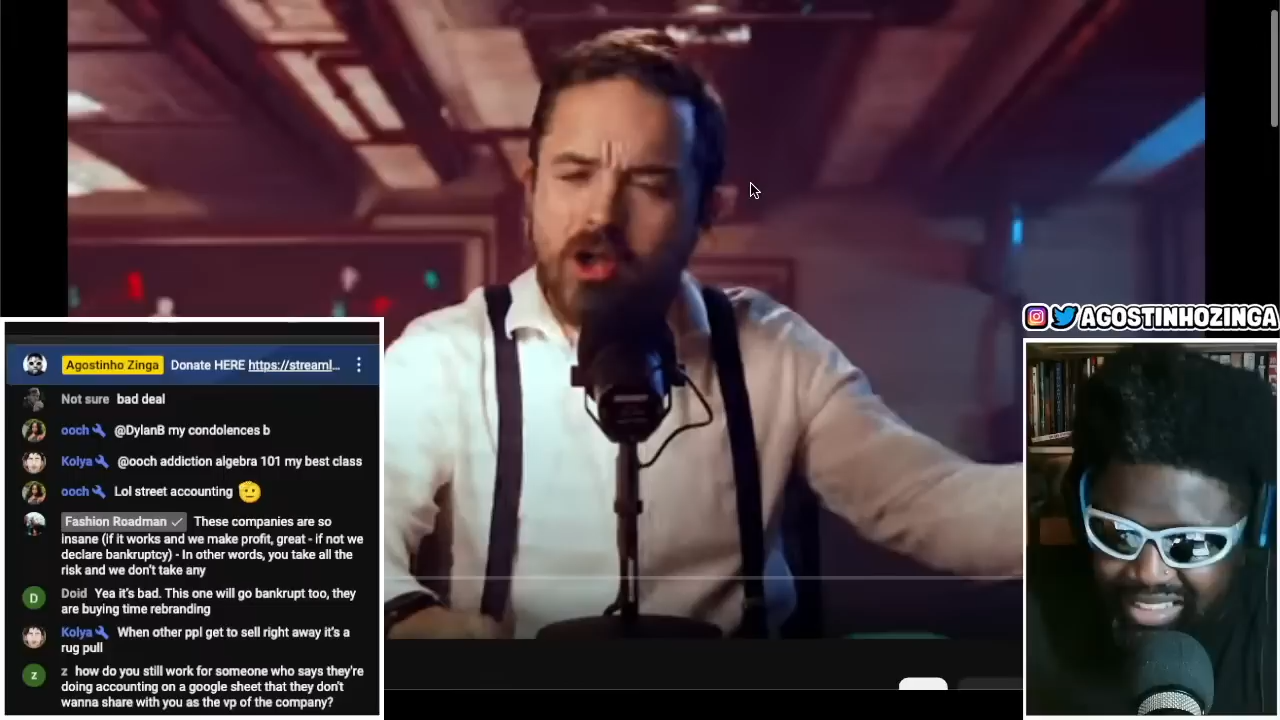 AGOSTINHOZINGA
Agostinho Zinga Donate HERE https://streaml...
Not sure bad deal
ooch @DylanB my condolences b
Kolya @ooch addiction algebra 101 my best class
ooch Lol street accounting 🫡
Fashion Roadman ✓ These companies are so
insane (if it works and we make profit, great - if not we
declare bankruptcy) - In other words, you take all the
risk and we don't take any
D
Doid Yea it's bad. This one will go bankrupt too, they
are buying time rebranding
Kolya When other ppl get to sell right away it's a
rug pull
z
z how do you still work for someone who says they're
doing accounting on a google sheet that they don't
wanna share with you as the vp of the company?